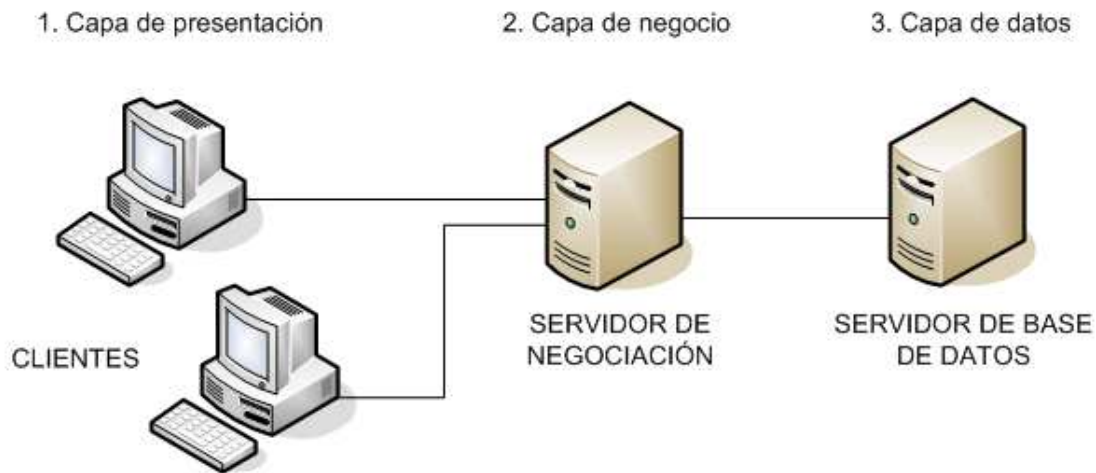 1. Capa de presentación
2. Capa de negocio
3. Capa de datos
CLIENTES
SERVIDOR DE
NEGOCIACIÓN
SERVIDOR DE BASE
DE DATOS